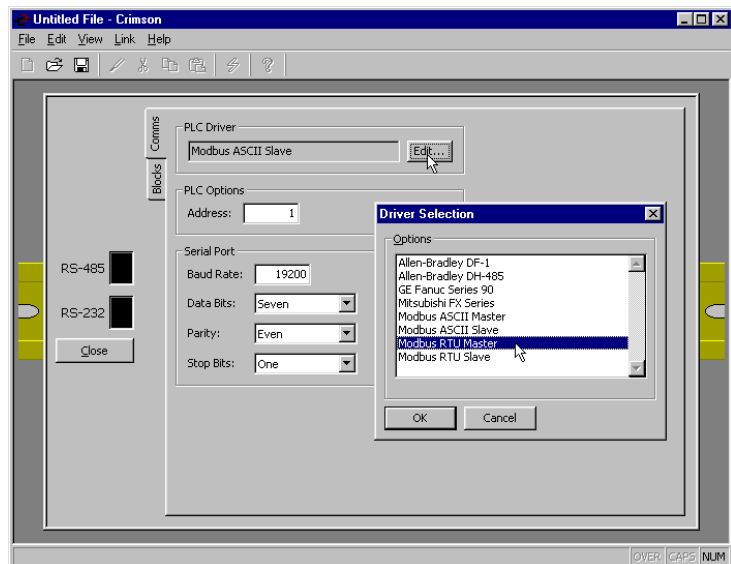 Untitled File - Crimson
File Edit View Link Help
Comms
Blocks
PLC Driver
Modbus ASCII Slave
Edit...
PLC Options
Address: 1
Serial Port
Baud Rate: 19200
Data Bits: Seven
Parity: Even
Stop Bits: One
RS-485
RS-232
Close
Driver Selection
Options
Allen-Bradley DF-1
Allen-Bradley DH-485
GE Fanuc Series 90
Mitsubishi FX Series
Modbus ASCII Master
Modbus ASCII Slave
Modbus RTU Master
Modbus RTU Slave
OK Cancel
OVER CAPS NUM